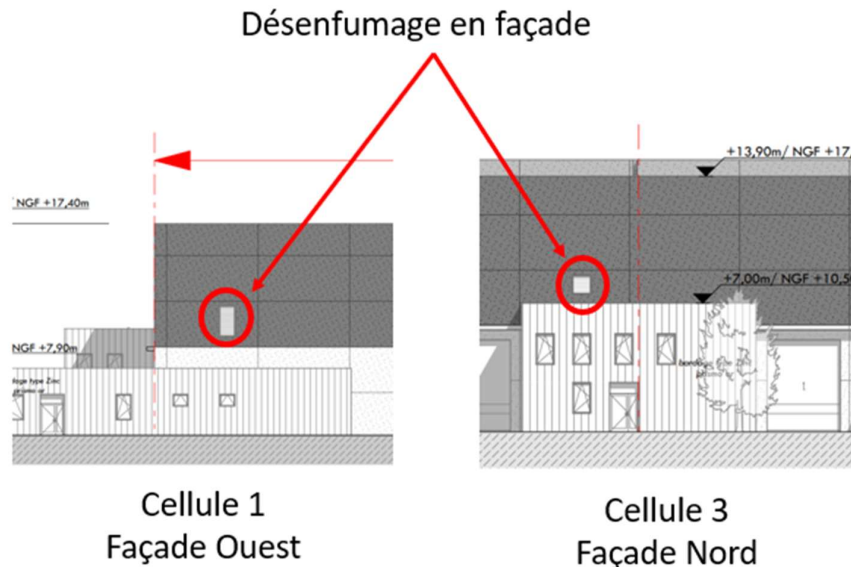 Désenfumage en façade
+13,90m/ NGF +17,
NGF +17,40m
+7,00m/ NGF +10,50
NGF +7,90m
Cellule 1
Façade Ouest
Cellule 3
Façade Nord